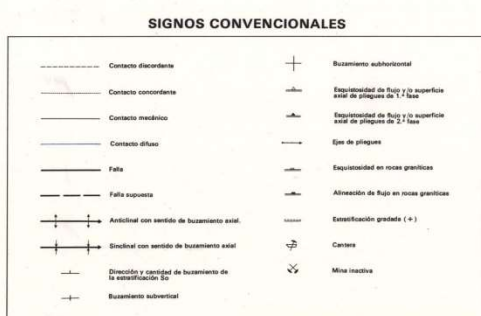 SIGNOS CONVENCIONALES
Contacto discordante
Contacto concordante
Contacto mecánico
Contacto difuso
Falla
Falla supuesta
Anticlinal con sentido de buzamiento axial.
Sinclinal con sentido de buzamiento axial
Dirección y cantidad de buzamiento de
la estratificación So
Buzamiento subvertical
Buzamiento subhorizontal
Esquistosidad de flujo y/o superficie
axial de pliegues de 1.ª fase
Esquistosidad de flujo y/o superficie
axial de pliegues de 2.ª fase
Ejes de pliegues
Esquistosidad en rocas graníticas
Alineación de flujo en rocas graníticas
Estratificación gradada (+)
Cantera
Mina inactiva